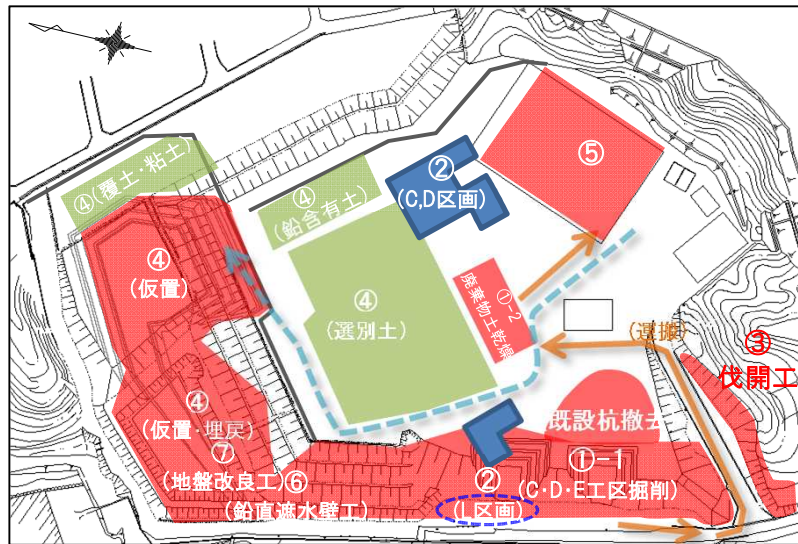 ④(覆土・粘土)
④
(鉛含有土)
②
(C,D区画)
⑤
④
(仮置)
④
(選別土)
①-2
廃棄物土乾燥
(運搬)
③
伐開工
④
(仮置・埋戻)
⑦
(地盤改良工)
⑥
(鉛直遮水壁工)
既設杭撤去
①-1
(C・D・E工区掘削)
②
(L区画)